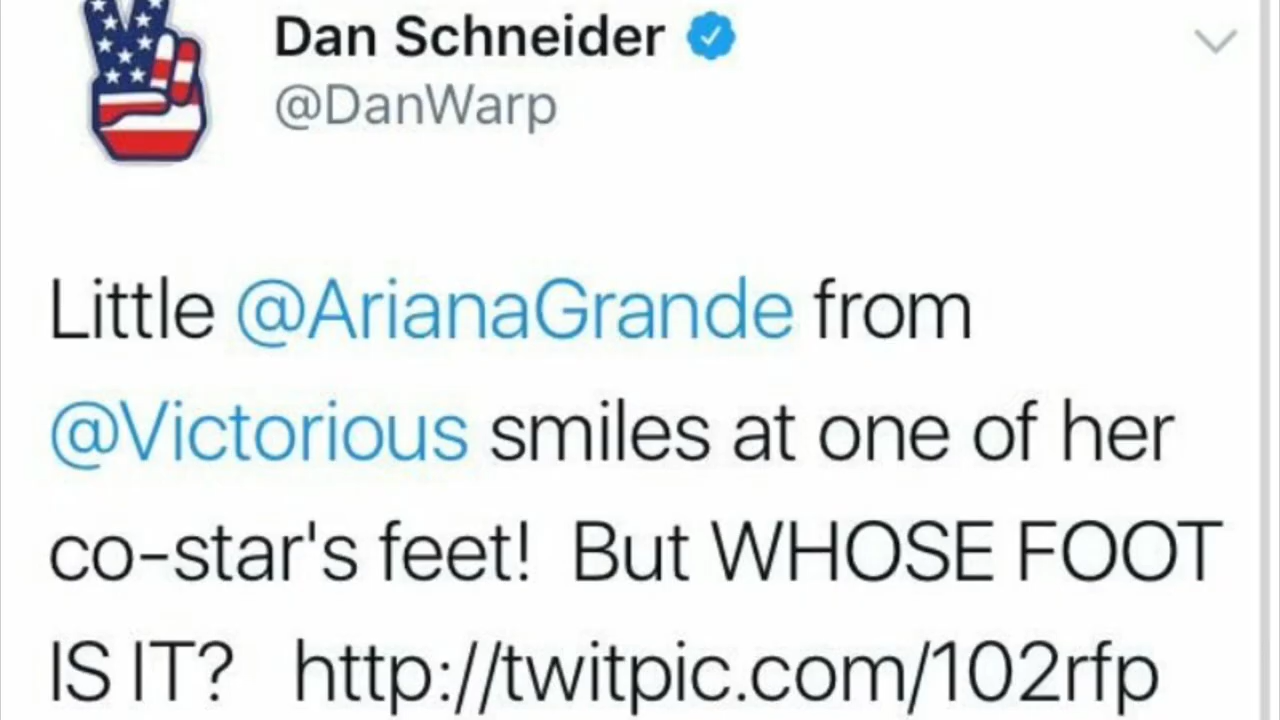 Dan Schneider
@DanWarp
Little @ArianaGrande from
@Victorious smiles at one of her
co-star's feet!  But WHOSE FOOT
IS IT?   http://twitpic.com/102rfp